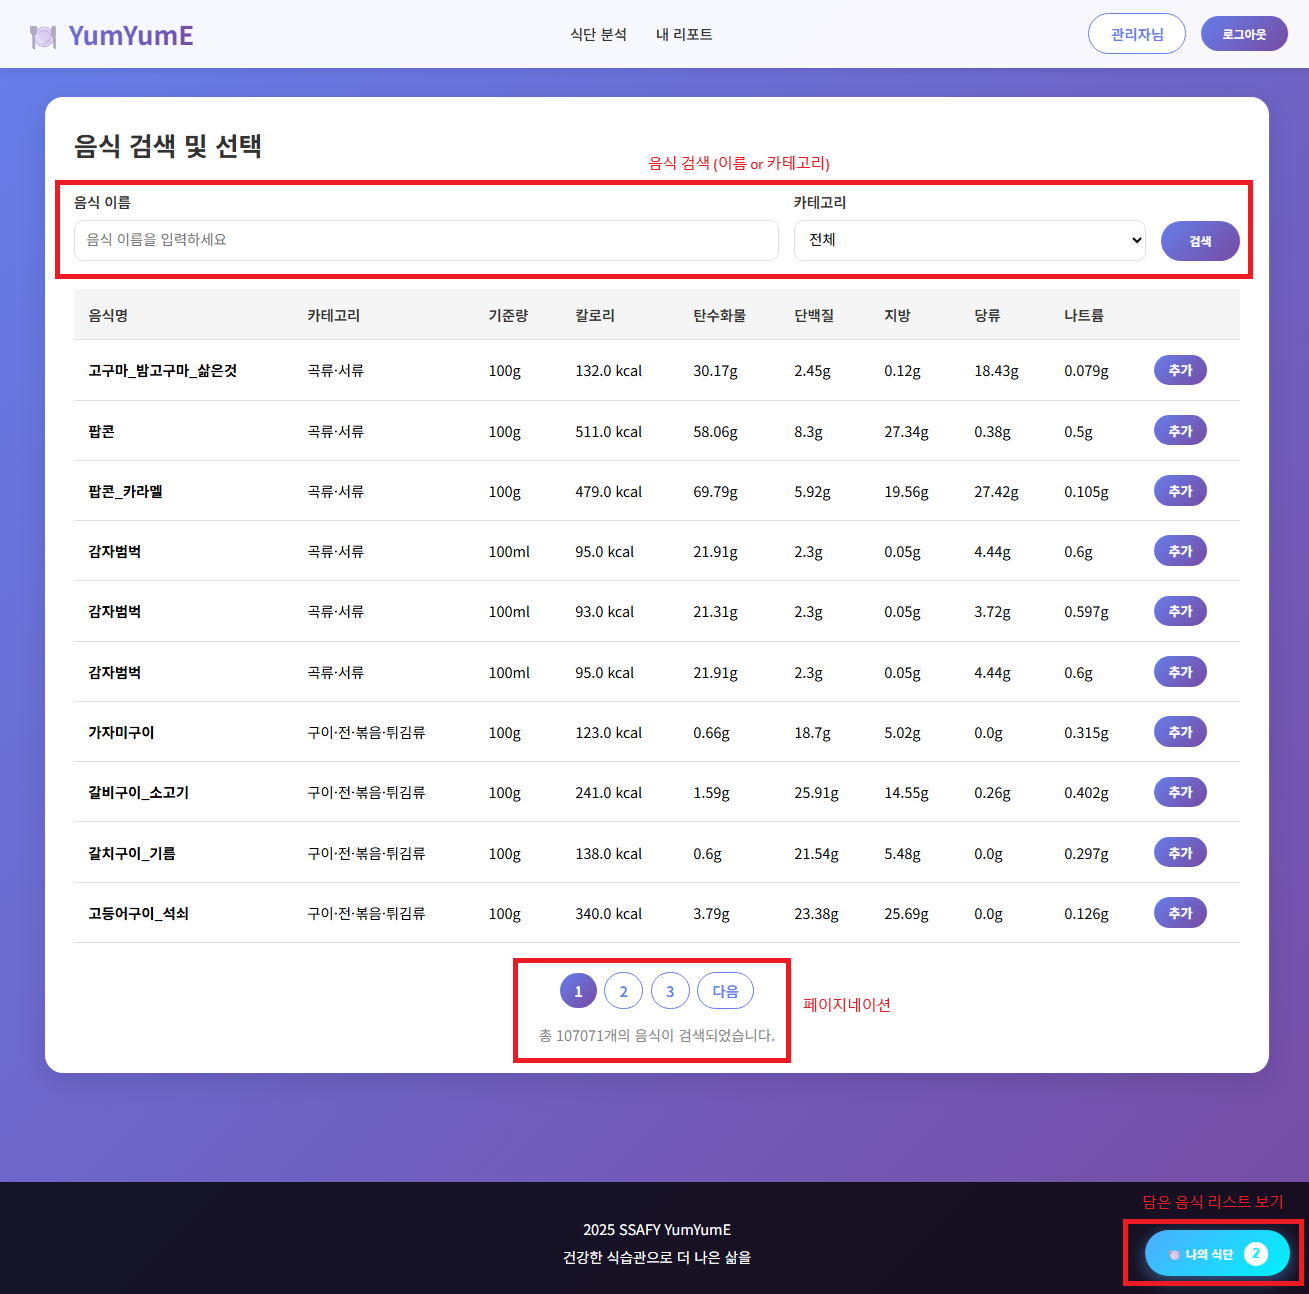 YumYumE
식단 분석 내 리포트
관리자님 로그아웃
음식 검색 및 선택
음식 검색 (이름 or 카테고리)
음식 이름 카테고리
음식 이름을 입력하세요 전체 검색
음식명 카테고리 기준량 칼로리 탄수화물 단백질 지방 당류 나트륨
고구마_밤고구마_삶은것 곡류·서류 100g 132.0 kcal 30.17g 2.45g 0.12g 18.43g 0.079g 추가
팝콘 곡류·서류 100g 511.0 kcal 58.06g 8.3g 27.34g 0.38g 0.5g 추가
팝콘_카라멜 곡류·서류 100g 479.0 kcal 69.79g 5.92g 19.56g 27.42g 0.105g 추가
감자범벅 곡류·서류 100ml 95.0 kcal 21.91g 2.3g 0.05g 4.44g 0.6g 추가
감자범벅 곡류·서류 100ml 93.0 kcal 21.31g 2.3g 0.05g 3.72g 0.597g 추가
감자범벅 곡류·서류 100ml 95.0 kcal 21.91g 2.3g 0.05g 4.44g 0.6g 추가
가자미구이 구이·전·볶음·튀김류 100g 123.0 kcal 0.66g 18.7g 5.02g 0.0g 0.315g 추가
갈비구이_소고기 구이·전·볶음·튀김류 100g 241.0 kcal 1.59g 25.91g 14.55g 0.26g 0.402g 추가
갈치구이_기름 구이·전·볶음·튀김류 100g 138.0 kcal 0.6g 21.54g 5.48g 0.0g 0.297g 추가
고등어구이_석쇠 구이·전·볶음·튀김류 100g 340.0 kcal 3.79g 23.38g 25.69g 0.0g 0.126g 추가
1 2 3 다음
페이지네이션
총 107071개의 음식이 검색되었습니다.
담은 음식 리스트 보기
2025 SSAFY YumYumE
건강한 식습관으로 더 나은 삶을
나의 식단 2